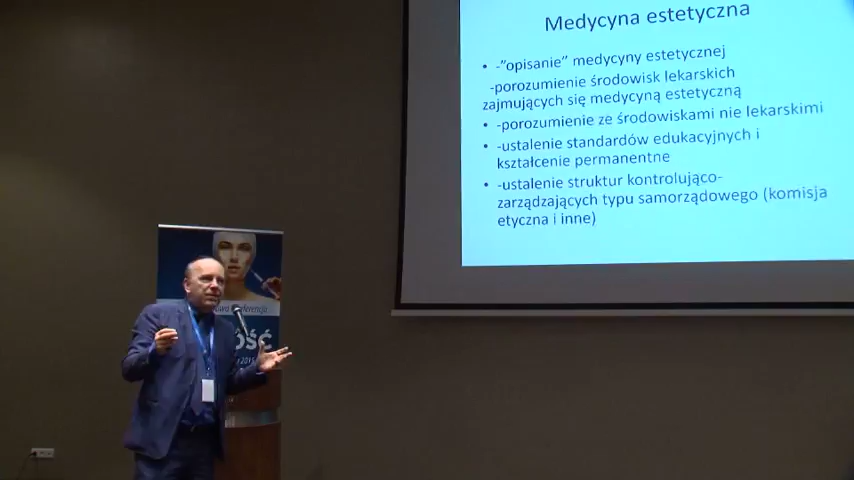 Medycyna estetyczna
• -"opisanie" medycyny estetycznej
-porozumienie środowisk lekarskich
zajmujących się medycyną estetyczną
• -porozumienie ze środowiskami nie lekarskimi
• -ustalenie standardów edukacyjnych i
kształcenie permanentne
• -ustalenie struktur kontrolująco-
zarządzających typu samorządowego (komisja
etyczna i inne)